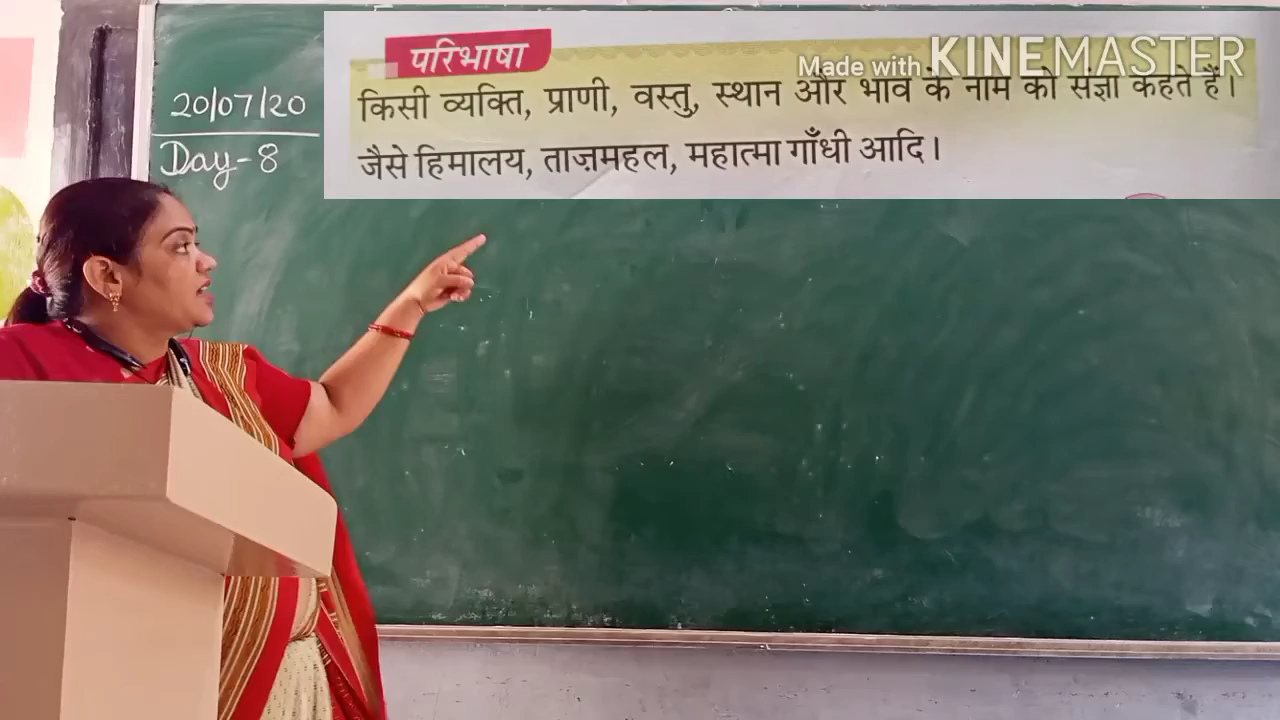 20/07/20
Day-8
परिभाषा
Made with KINEMASTER
किसी व्यक्ति, प्राणी, वस्तु, स्थान और भाव के नाम को संज्ञा कहते हैं।
जैसे हिमालय, ताज़महल, महात्मा गाँधी आदि।